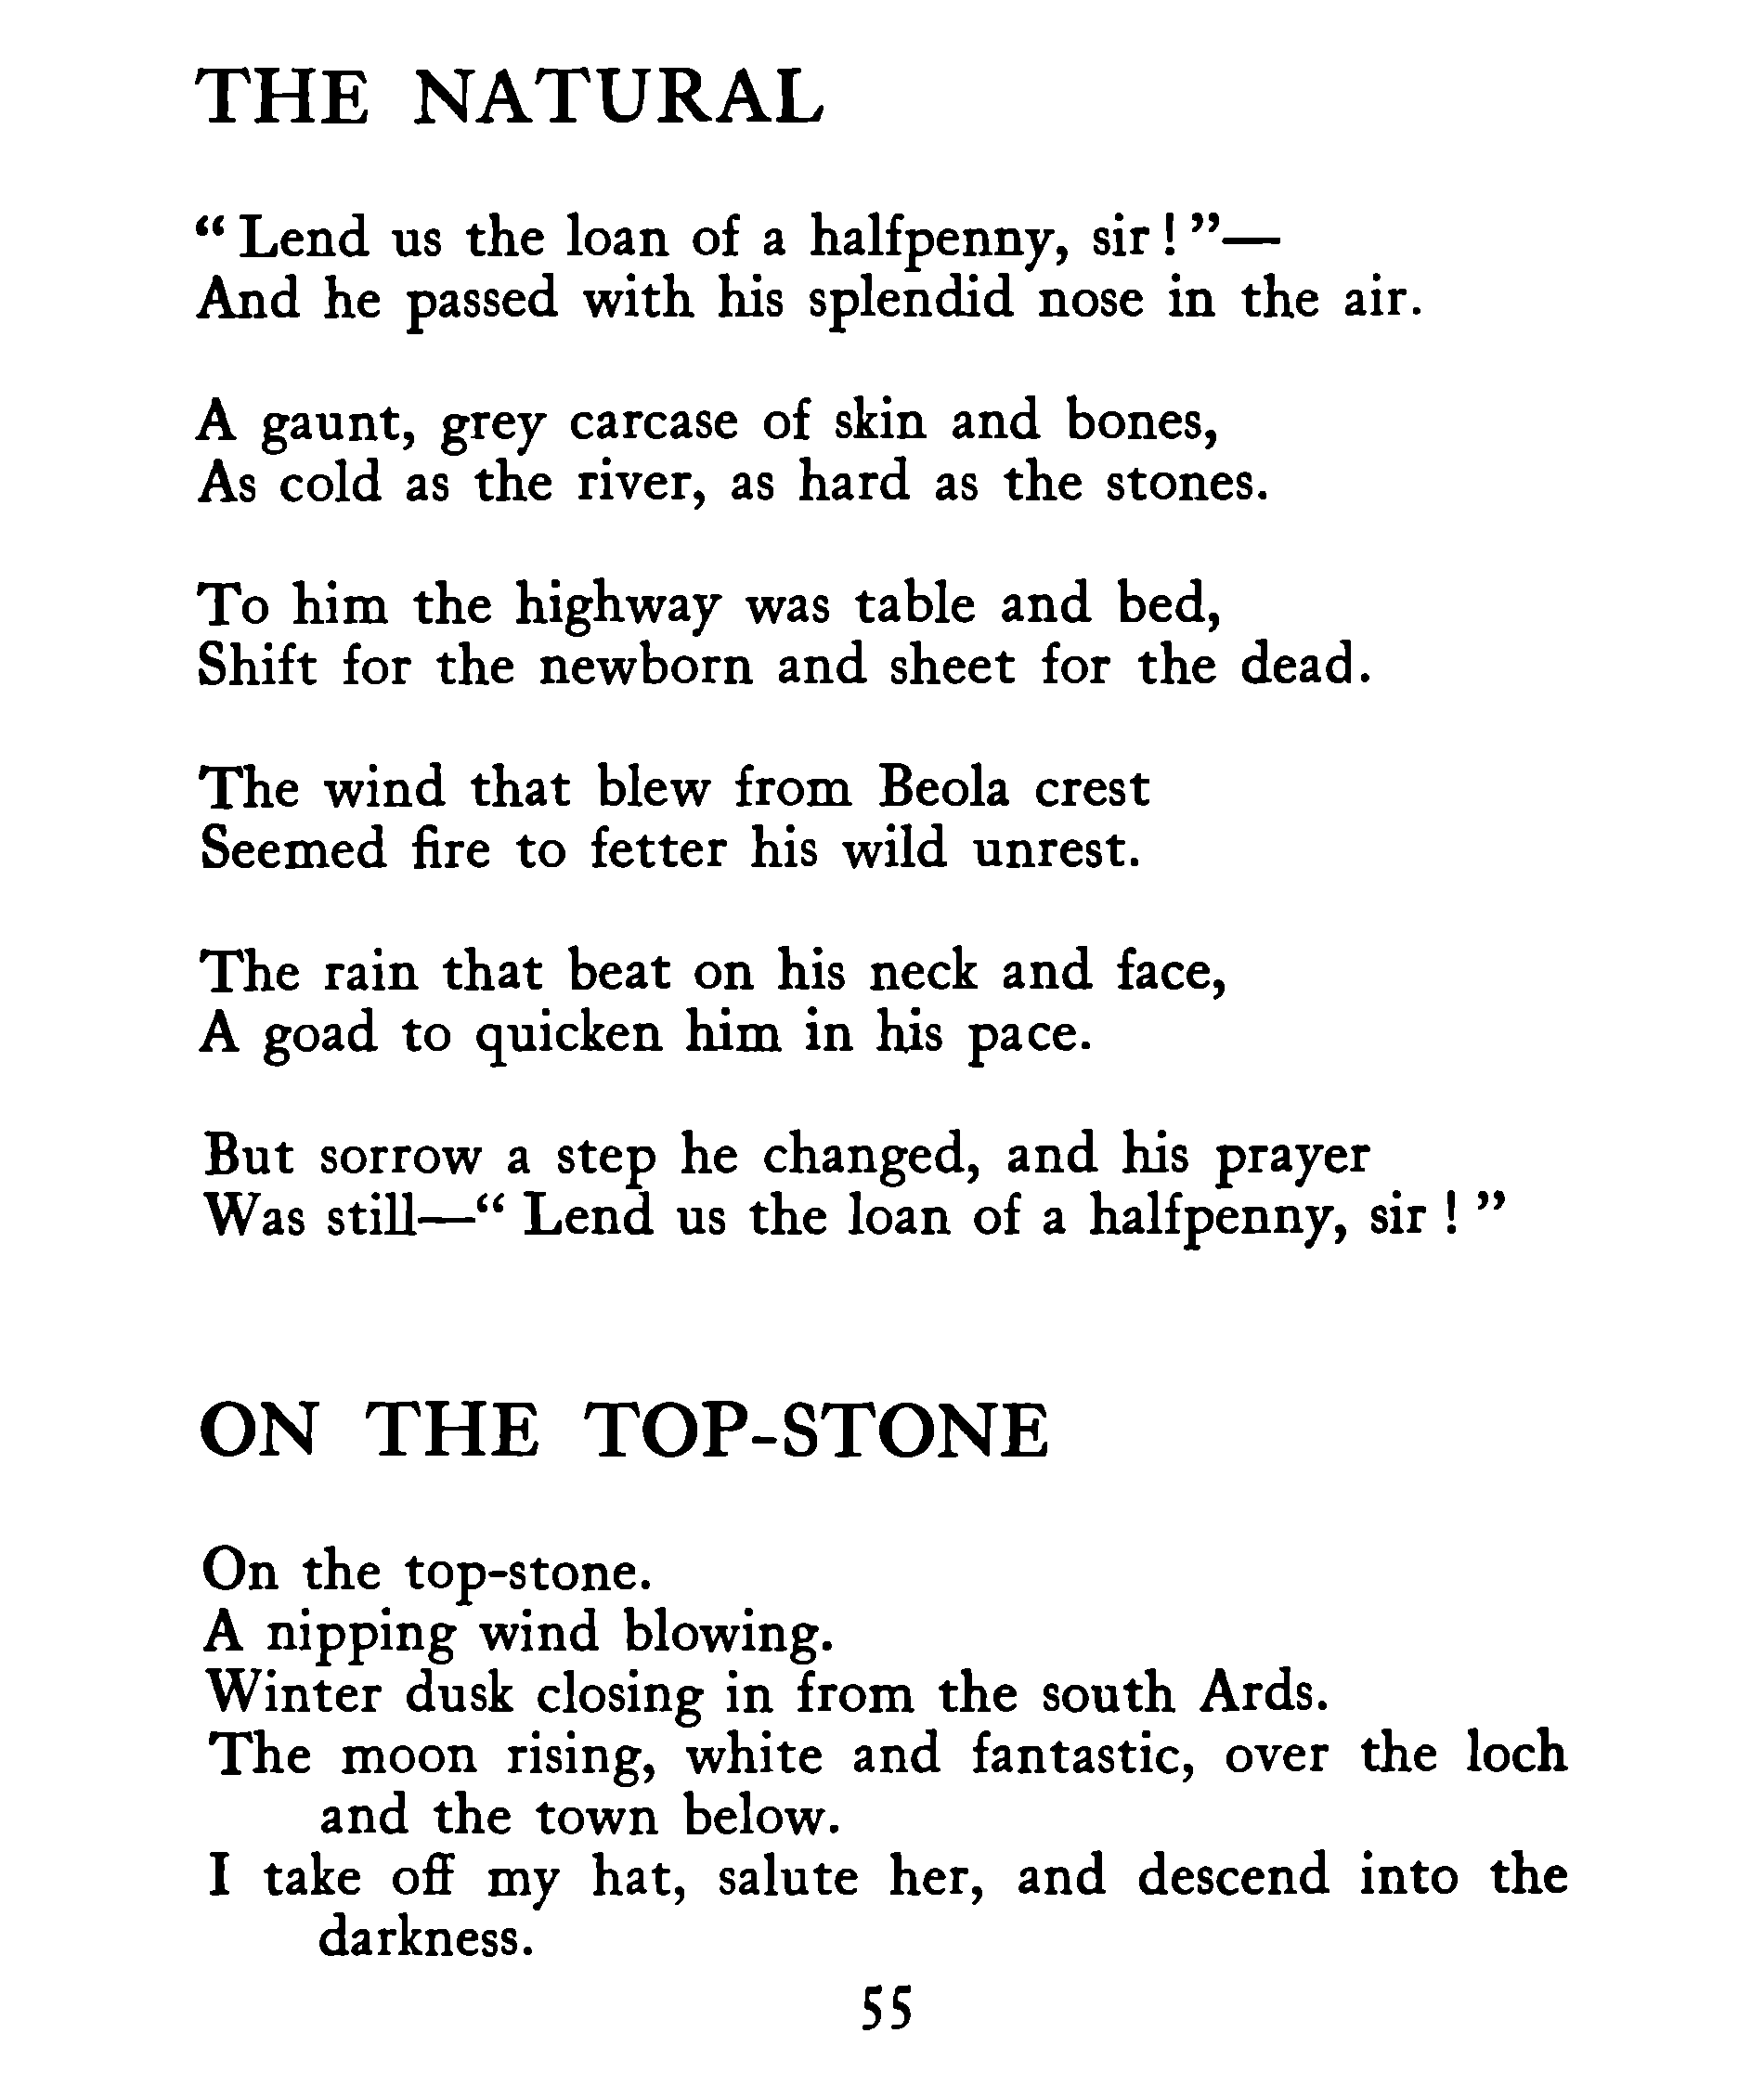 THE NATURAL
“ Lend us the loan of a halfpenny, sir ! ”—
And he passed with his splendid nose in the air.
A gaunt, grey carcase of skin and bones,
As cold as the river, as hard as the stones.
To him the highway was table and bed,
Shift for the newborn and sheet for the dead.
The wind that blew from Beola crest
Seemed fire to fetter his wild unrest.
The rain that beat on his neck and face,
A goad to quicken him in his pace.
But sorrow a step he changed, and his prayer
Was still—“ Lend us the loan of a halfpenny, sir ! ”
ON THE TOP-STONE
On the top-stone.
A nipping wind blowing.
Winter dusk closing in from the south Ards.
The moon rising, white and fantastic, over the loch
and the town below.
I take off my hat, salute her, and descend into the
darkness.
55